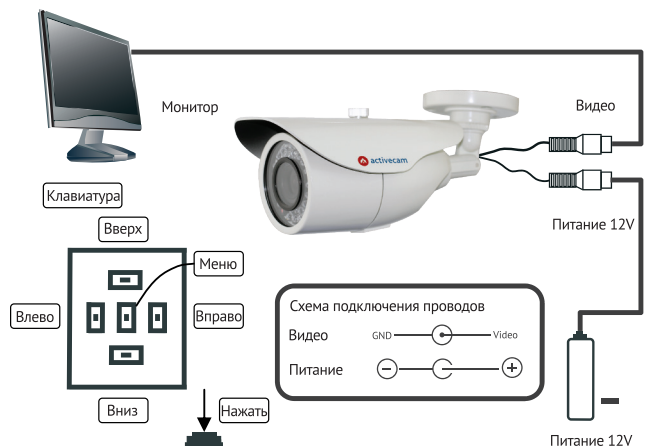 Монитор
Видео
activecam
Питание 12V
Клавиатура
Вверх
Меню
Влево
Вправо
Вниз
Нажать
Схема подключения проводов
Видео GND Video
Питание − +
Питание 12V